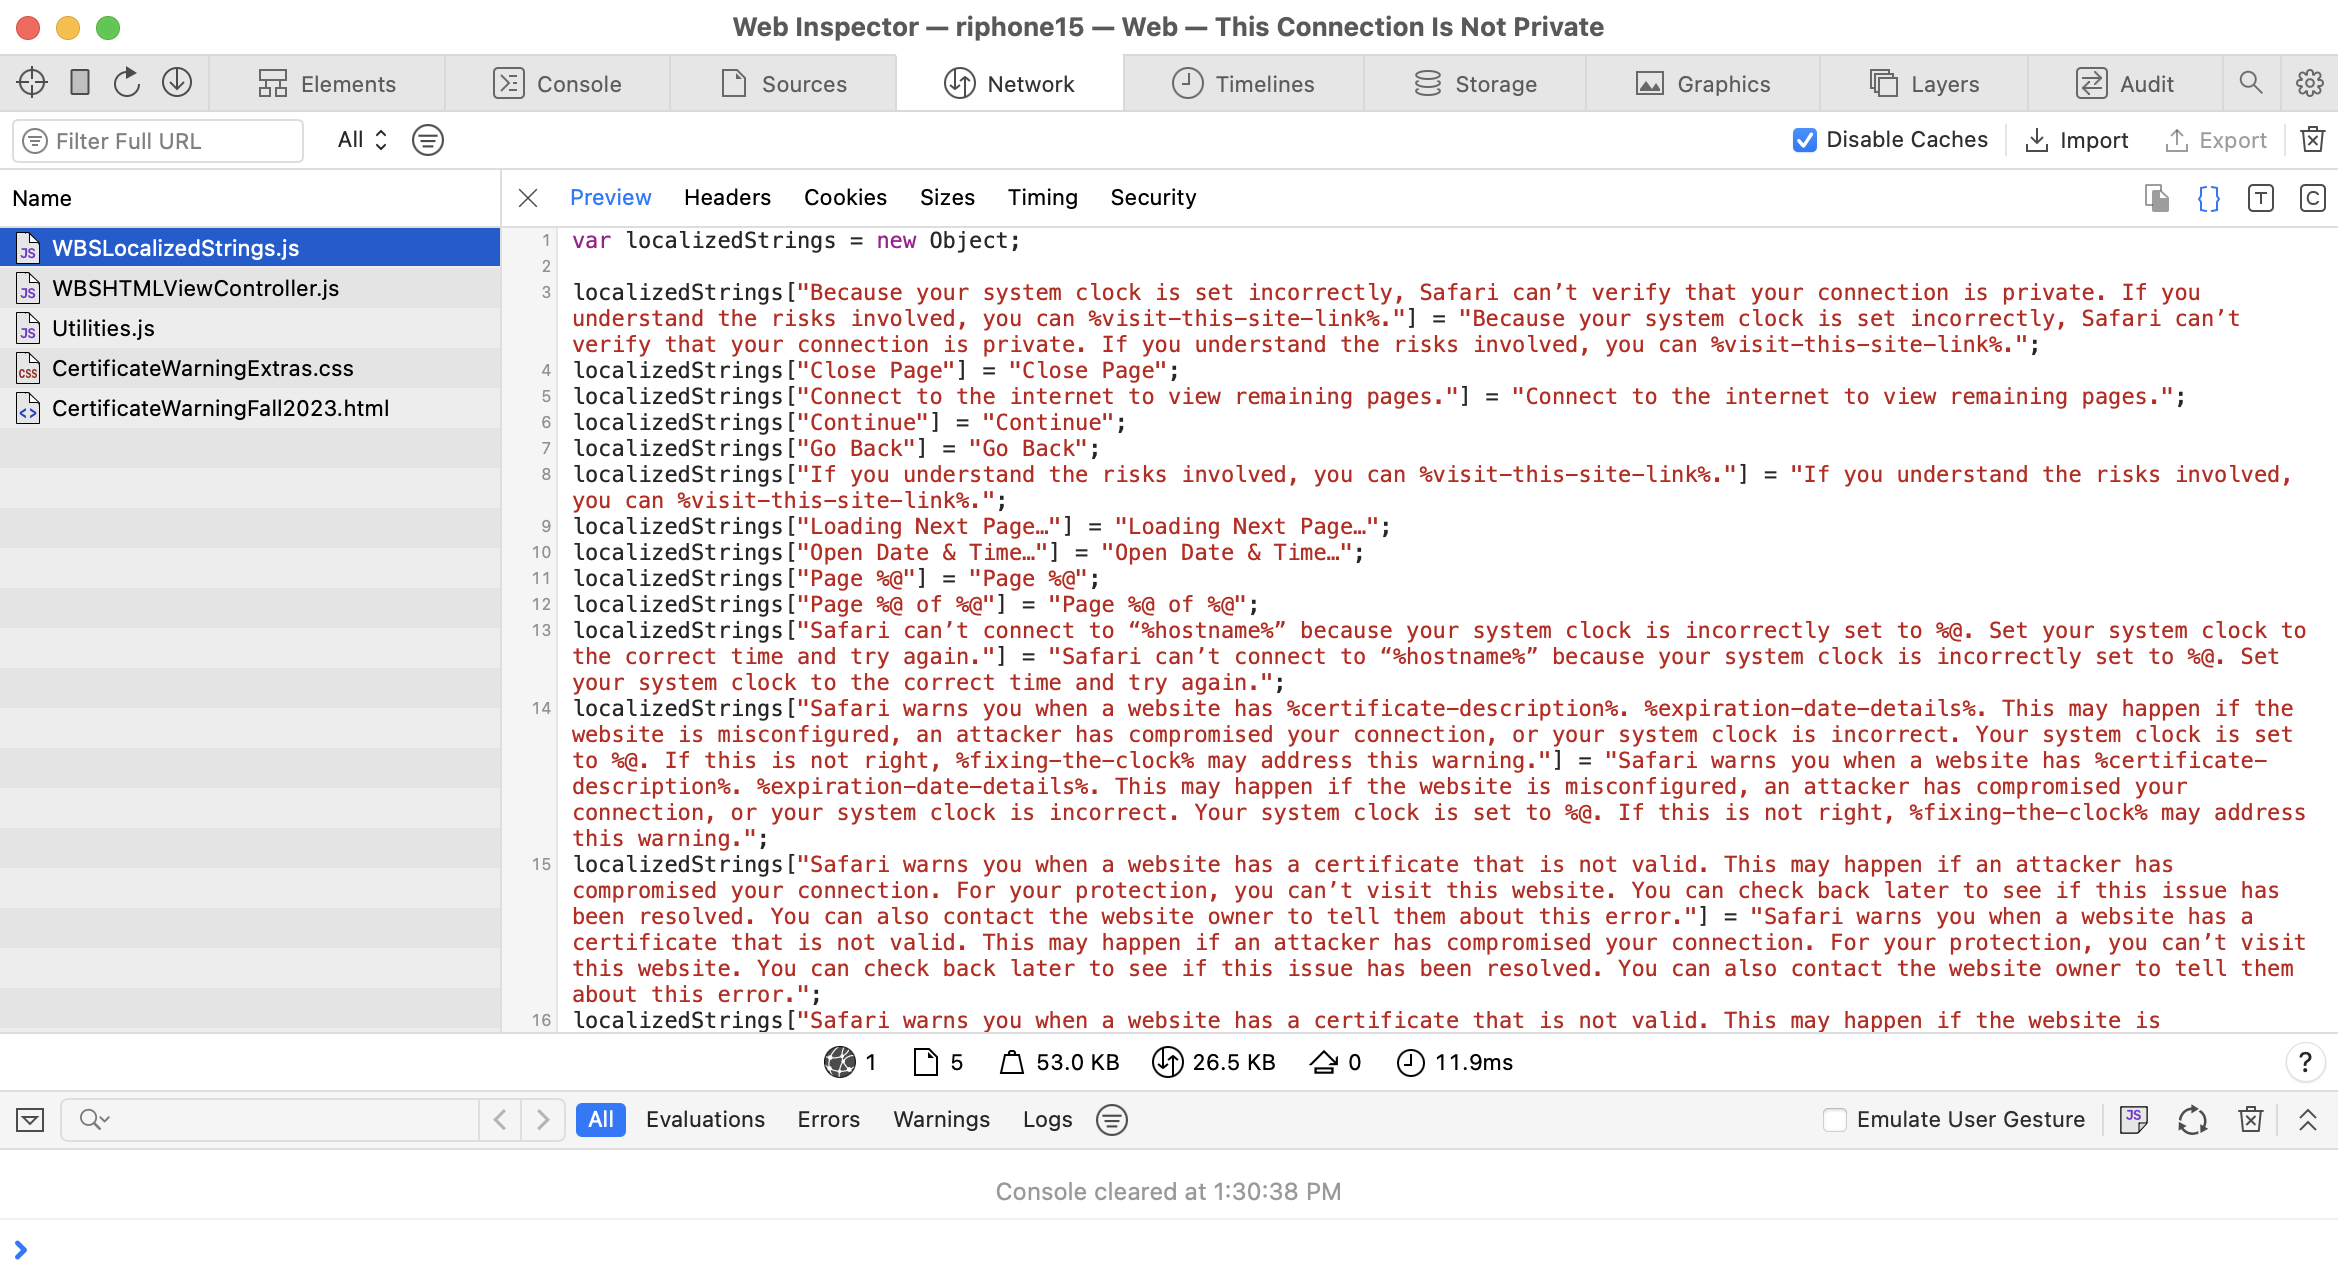 Web Inspector — riphone15 — Web — This Connection Is Not Private
Elements
Console
Sources
Network
Timelines
Storage
Graphics
Layers
Audit
Filter Full URL
All
Disable Caches
Import
Export
Name
Preview
Headers
Cookies
Sizes
Timing
Security
T
C
JS WBSLocalizedStrings.js
JS WBSHTMLViewController.js
JS Utilities.js
CSS CertificateWarningExtras.css
<> CertificateWarningFall2023.html
1 var localizedStrings = new Object;
2
3 localizedStrings["Because your system clock is set incorrectly, Safari can’t verify that your connection is private. If you
understand the risks involved, you can %visit-this-site-link%."] = "Because your system clock is set incorrectly, Safari can’t
verify that your connection is private. If you understand the risks involved, you can %visit-this-site-link%.";
4 localizedStrings["Close Page"] = "Close Page";
5 localizedStrings["Connect to the internet to view remaining pages."] = "Connect to the internet to view remaining pages.";
6 localizedStrings["Continue"] = "Continue";
7 localizedStrings["Go Back"] = "Go Back";
8 localizedStrings["If you understand the risks involved, you can %visit-this-site-link%."] = "If you understand the risks involved,
you can %visit-this-site-link%.";
9 localizedStrings["Loading Next Page…"] = "Loading Next Page…";
10 localizedStrings["Open Date & Time…"] = "Open Date & Time…";
11 localizedStrings["Page %@"] = "Page %@";
12 localizedStrings["Page %@ of %@"] = "Page %@ of %@";
13 localizedStrings["Safari can’t connect to “%hostname%” because your system clock is incorrectly set to %@. Set your system clock to
the correct time and try again."] = "Safari can’t connect to “%hostname%” because your system clock is incorrectly set to %@. Set
your system clock to the correct time and try again.";
14 localizedStrings["Safari warns you when a website has %certificate-description%. %expiration-date-details%. This may happen if the
website is misconfigured, an attacker has compromised your connection, or your system clock is incorrect. Your system clock is set
to %@. If this is not right, %fixing-the-clock% may address this warning."] = "Safari warns you when a website has %certificate-
description%. %expiration-date-details%. This may happen if the website is misconfigured, an attacker has compromised your
connection, or your system clock is incorrect. Your system clock is set to %@. If this is not right, %fixing-the-clock% may address
this warning.";
15 localizedStrings["Safari warns you when a website has a certificate that is not valid. This may happen if an attacker has
compromised your connection. For your protection, you can’t visit this website. You can check back later to see if this issue has
been resolved. You can also contact the website owner to tell them about this error."] = "Safari warns you when a website has a
certificate that is not valid. This may happen if an attacker has compromised your connection. For your protection, you can’t visit
this website. You can check back later to see if this issue has been resolved. You can also contact the website owner to tell them
about this error.";
16 localizedStrings["Safari warns you when a website has a certificate that is not valid. This may happen if the website is
1
5
53.0 KB
26.5 KB
0
11.9ms
?
All
Evaluations
Errors
Warnings
Logs
Emulate User Gesture
JS
Console cleared at 1:30:38 PM